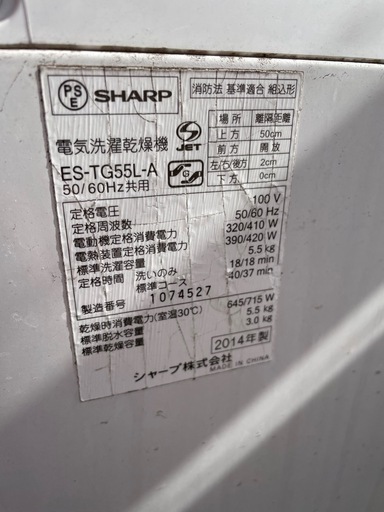 PSE SHARP
電気洗濯乾燥機
ES-TG55L-A
50/60Hz共用
JET
消防法 基準適合 組込形
場所 離隔距離
上方 50cm
前方 開放
左/右/後方 2cm
下方 0cm
定格電圧 100 V
定格周波数 50/60 Hz
電動機定格消費電力 320/410 W
電熱装置定格消費電力 390/420 W
標準洗濯容量 5.5 kg
定格時間 洗いのみ 18/18 min
標準コース 40/37 min
製造番号 1074527
乾燥時消費電力(室温30℃) 645/715 W
標準脱水容量 5.5 kg
標準乾燥容量 3.0 kg
2014年製
シャープ株式会社
MADE IN CHINA